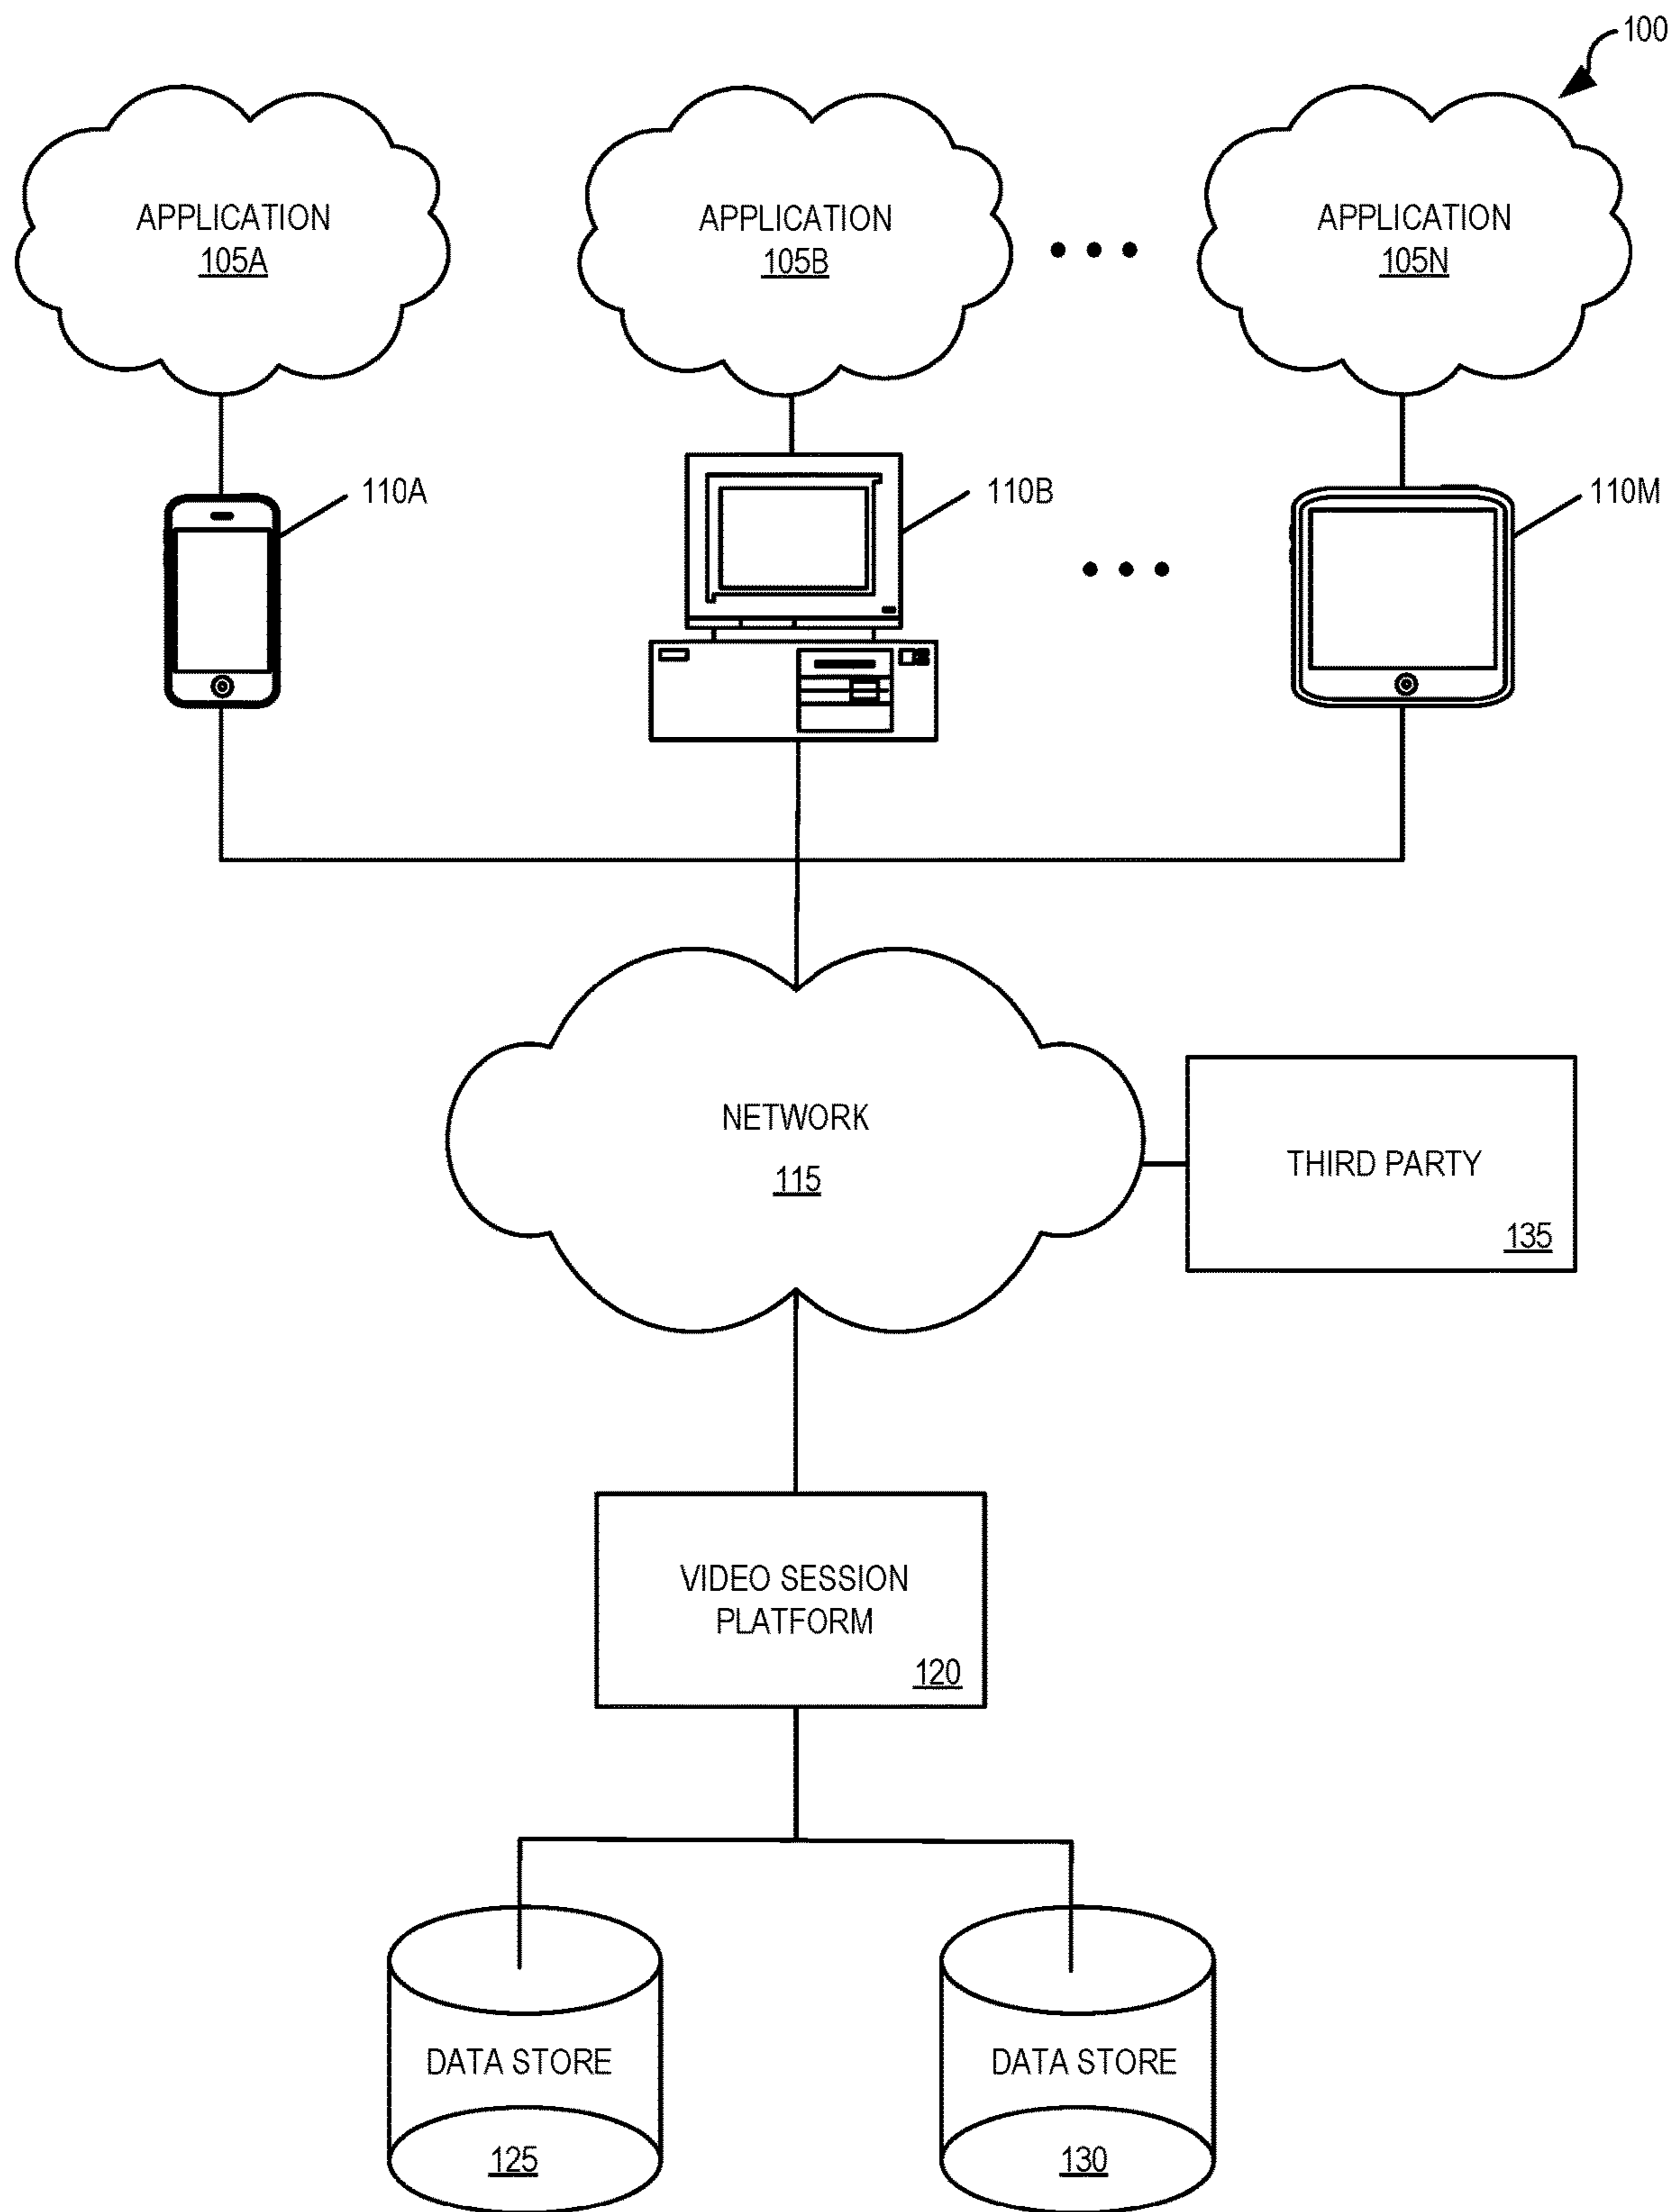 100
APPLICATION
105A
APPLICATION
105B
APPLICATION
105N
110A
110B
110M
NETWORK
115
THIRD PARTY
135
VIDEO SESSION
PLATFORM
120
DATA STORE
125
DATA STORE
130